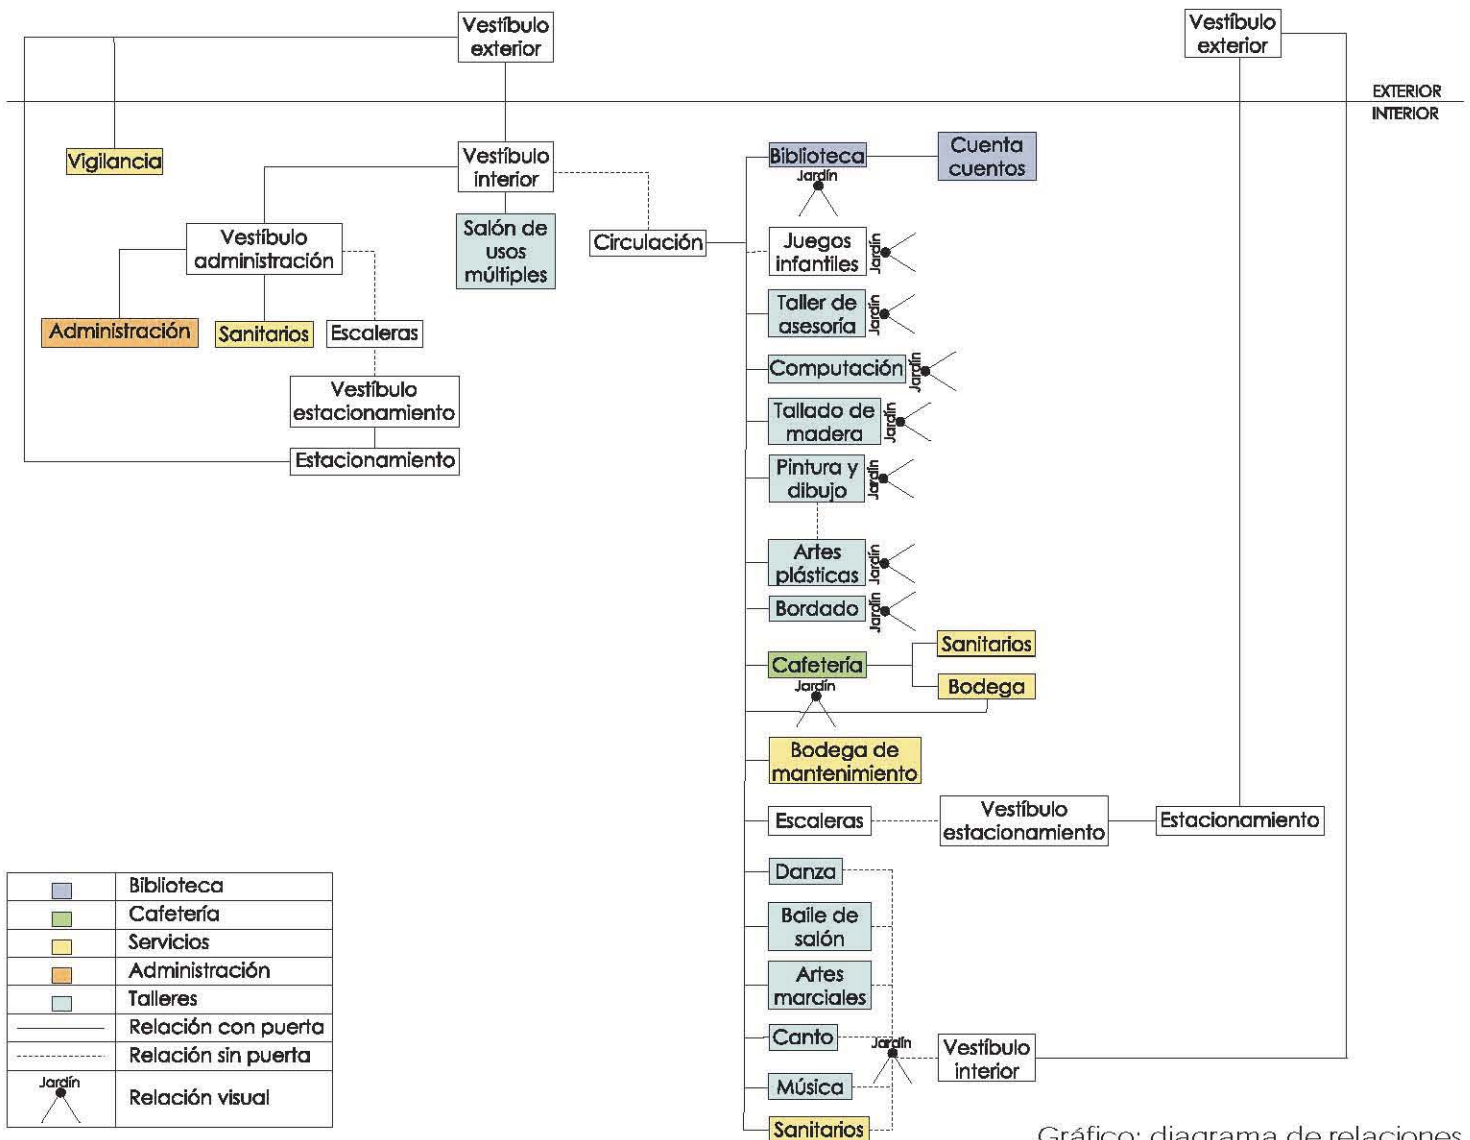 Vestíbulo
exterior
Vestíbulo
exterior
EXTERIOR
INTERIOR
Vigilancia
Vestíbulo
interior
Biblioteca
Jardín
Cuenta
cuentos
Salón de
usos
múltiples
Circulación
Vestíbulo
administración
Juegos
infantiles
Jardín
Administración
Sanitarios
Escaleras
Taller de
asesoría
Jardín
Vestíbulo
estacionamiento
Computación
Jardín
Tallado de
madera
Jardín
Estacionamiento
Pintura y
dibujo
Jardín
Artes
plásticas
Jardín
Bordado
Jardín
Cafetería
Jardín
Sanitarios
Bodega
Bodega de
mantenimiento
Escaleras
Vestíbulo
estacionamiento
Estacionamiento
Danza
Baile de
salón
Artes
marciales
Canto
Jardín
Vestíbulo
interior
Música
Sanitarios
Biblioteca
Cafetería
Servicios
Administración
Talleres
Relación con puerta
Relación sin puerta
Jardín
Relación visual
Gráfico: diagrama de relaciones